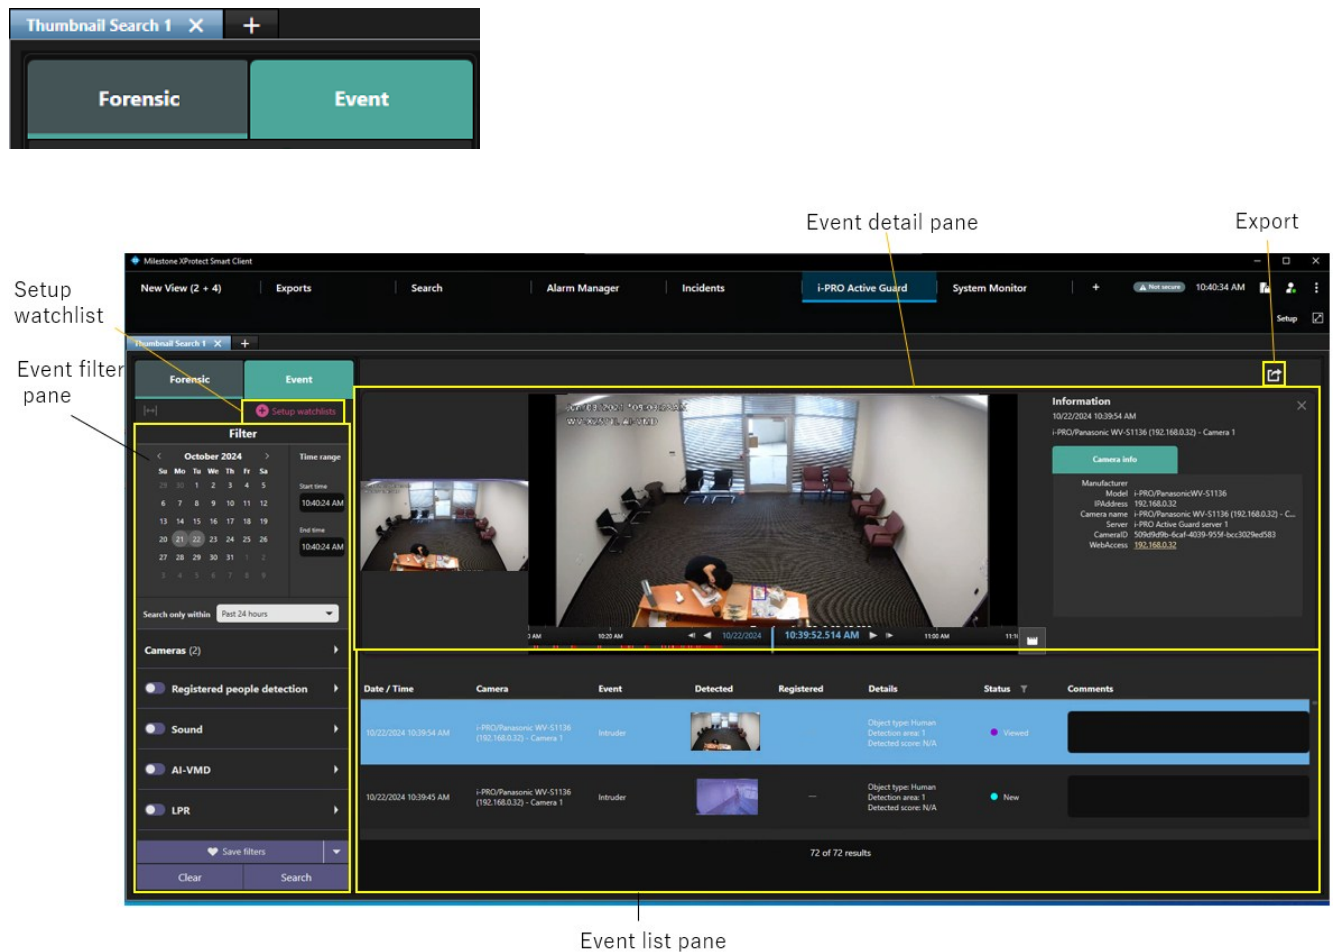 Thumbnail Search 1 X +
Forensic Event
Event detail pane Export
Milestone XProtect Smart Client
Setup
watchlist
New View (2 + 4) Exports Search Alarm Manager Incidents i-PRO Active Guard System Monitor + Not secure 10:40:34 AM
Setup
Thumbnail Search 1 X +
Event filter
pane
Forensic Event
Setup watchlists
Filter
October 2024 Time range
Su Mo Tu We Th Fr Sa
29 30 1 2 3 4 5 Start time
6 7 8 9 10 11 12 10:40:24 AM
13 14 15 16 17 18 19
End time
20 21 22 23 24 25 26
10:40:24 AM
27 28 29 30 31 1 2
3 4 5 6 7 8 9
Search only within Past 24 hours
Cameras (2)
Registered people detection
Sound
AI-VMD
LPR
Save filters
Clear Search
Information
10/22/2024 10:39:54 AM
i-PRO/Panasonic WV-S1136 (192.168.0.32) - Camera 1
Camera info
Manufacturer
Model i-PRO/PanasonicWV-S1136
IPAddress 192.168.0.32
Camera name i-PRO/Panasonic WV-S1136 (192.168.0.32) - C...
Server i-PRO Active Guard server 1
CameraID 509d9d9b-6caf-4039-955f-bcc3029ed583
WebAccess 192.168.0.32
10:20 AM 10/22/2024 10:39:52.514 AM 11:00 AM
Date / Time Camera Event Detected Registered Details Status Comments
10/22/2024 10:39:54 AM i-PRO/Panasonic WV-S1136 (192.168.0.32) - Camera 1 Intruder Object type: Human Detection area: 1 Detected score: N/A Viewed
10/22/2024 10:39:45 AM i-PRO/Panasonic WV-S1136 (192.168.0.32) - Camera 1 Intruder — Object type: Human Detection area: 1 Detected score: N/A New
72 of 72 results
Event list pane